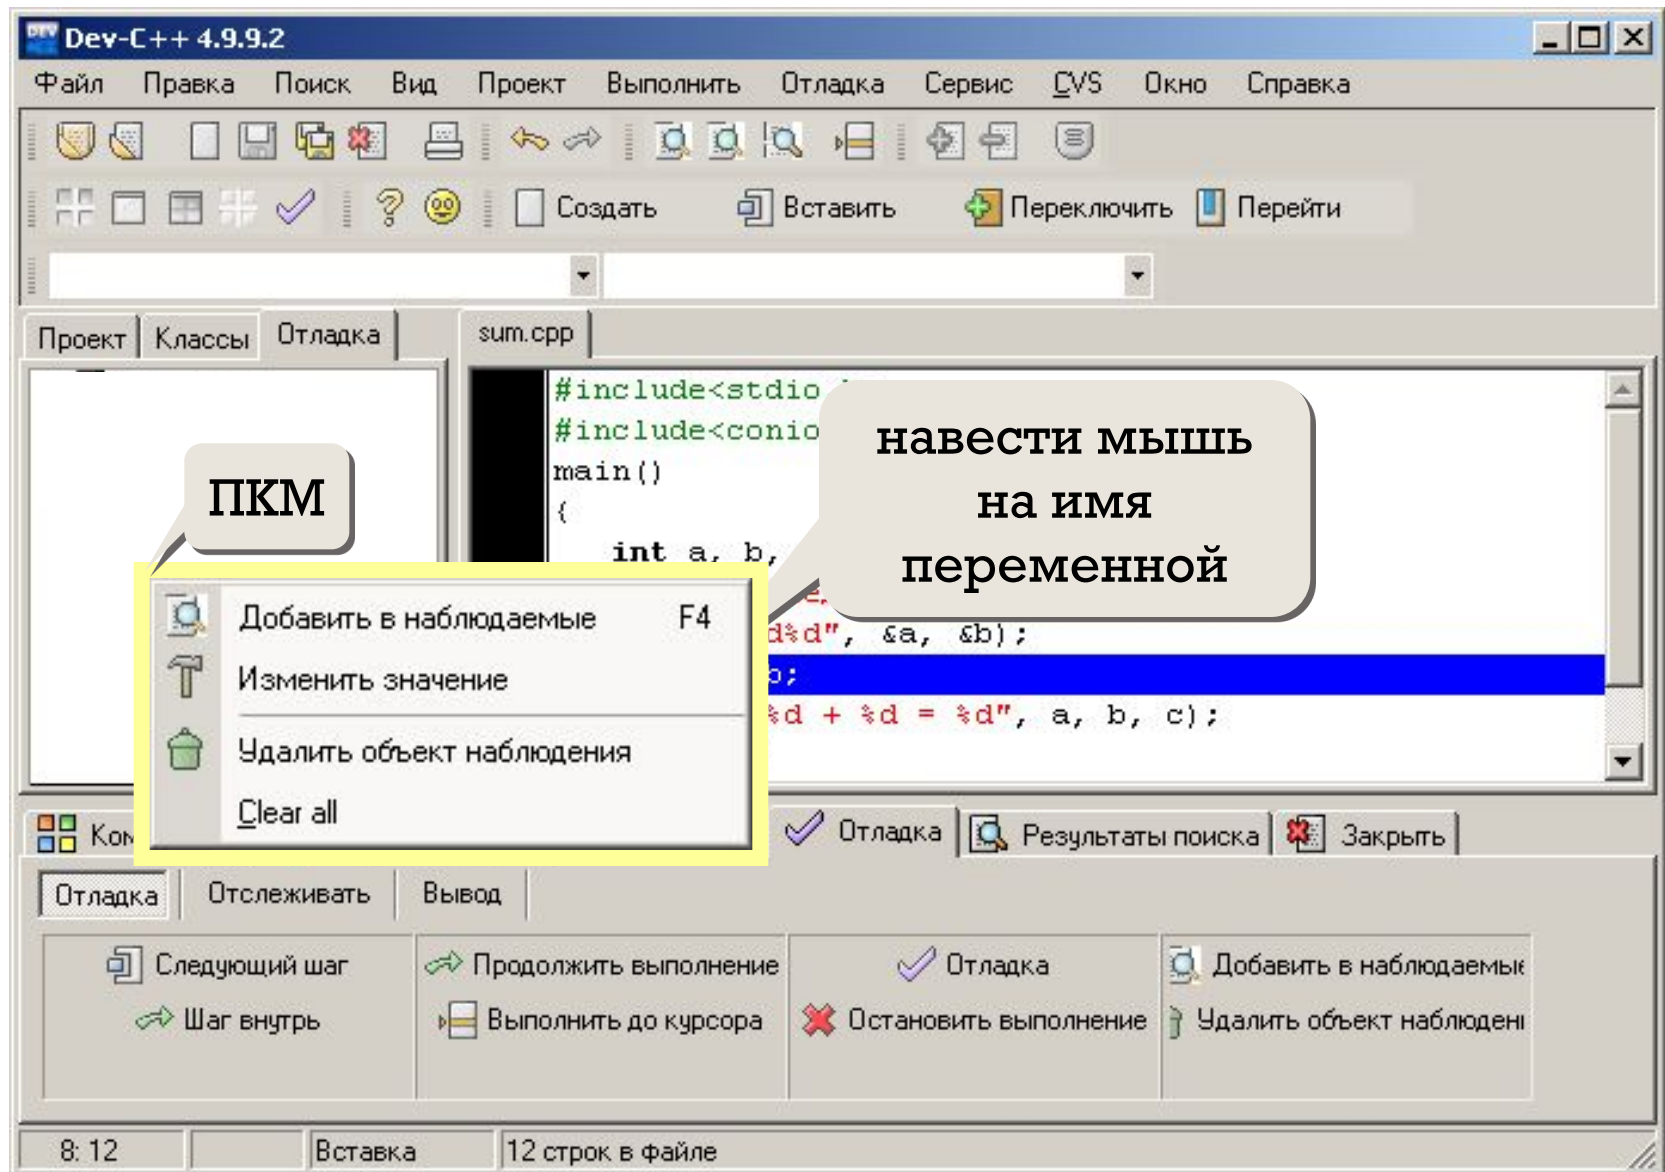 Dev-C++ 4.9.9.2
Файл Правка Поиск Вид Проект Выполнить Отладка Сервис CVS Окно Справка
Создать Вставить Переключить Перейти
Проект Классы Отладка sum.cpp
#include<stdio
#include<conio
main()
{
int a, b,
d%d", &a, &b);
b;
%d + %d = %d", a, b, c);
ПКМ
навести мышь
на имя
переменной
Добавить в наблюдаемые F4
Изменить значение
Удалить объект наблюдения
Clear all
Отладка Результаты поиска Закрыть
Отладка Отслеживать Вывод
Следующий шаг Продолжить выполнение Отладка Добавить в наблюдаемые
Шаг внутрь Выполнить до курсора Остановить выполнение Удалить объект
8: 12 Вставка 12 строк в файле